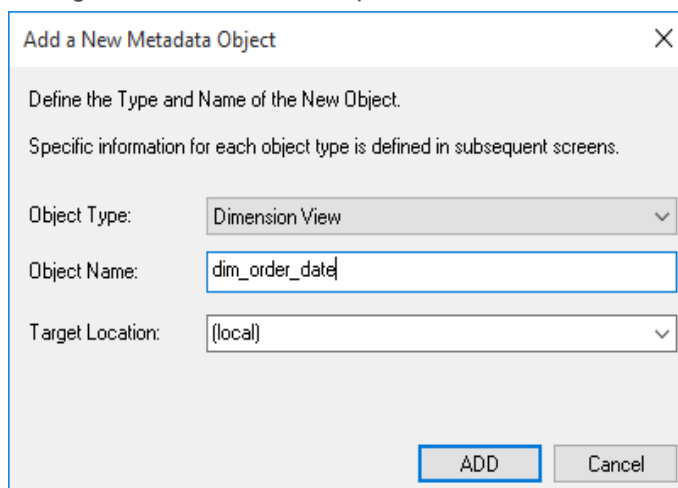 Add a New Metadata Object
Define the Type and Name of the New Object.
Specific information for each object type is defined in subsequent screens.
Object Type: Dimension View
Object Name: dim_order_date
Target Location: (local)
ADD Cancel